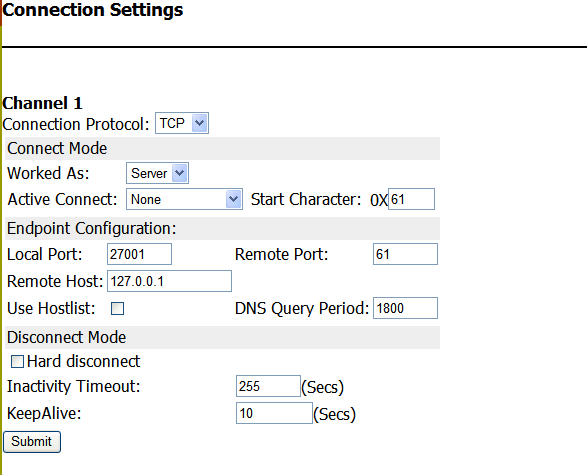 Connection Settings
Channel 1
Connection Protocol: TCP
Connect Mode
Worked As: Server
Active Connect: None Start Character: 0X 61
Endpoint Configuration:
Local Port: 27001 Remote Port: 61
Remote Host: 127.0.0.1
Use Hostlist: DNS Query Period: 1800
Disconnect Mode
Hard disconnect
Inactivity Timeout: 255 (Secs)
KeepAlive: 10 (Secs)
Submit